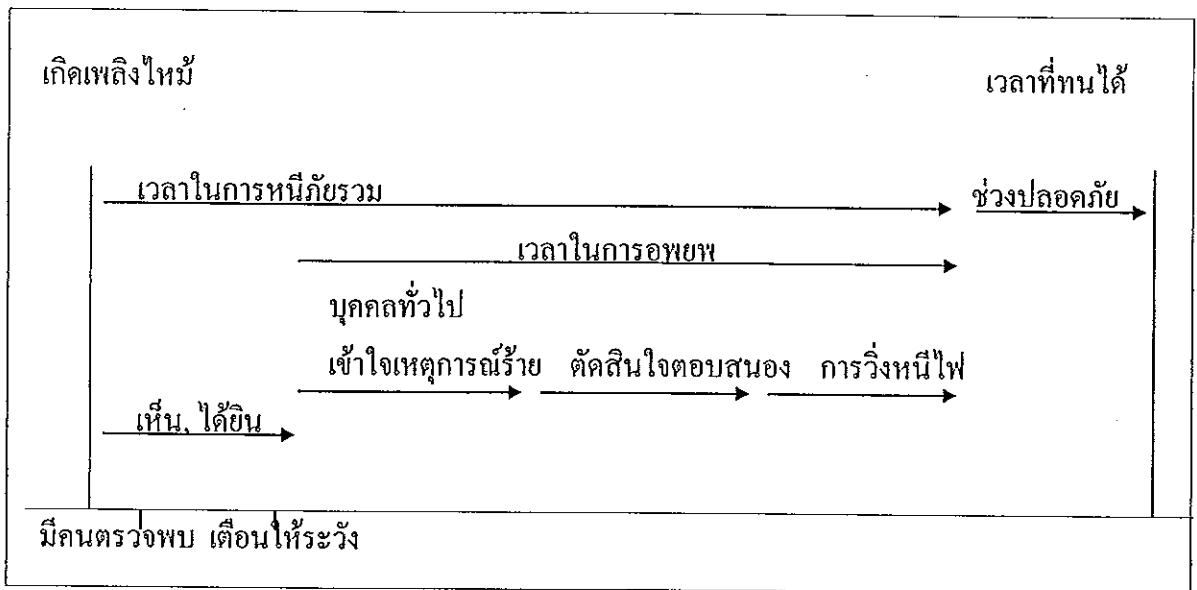 เกิดเพลิงไหม้ เวลาที่ทนได้
เวลาในการหนีภัยรวม ช่วงปลอดภัย
เวลาในการอพยพ
บุคคลทั่วไป
เข้าใจเหตุการณ์ร้าย ตัดสินใจตอบสนอง การวิ่งหนีไฟ
เห็น, ได้ยิน
มีคนตรวจพบ เตือนให้ระวัง